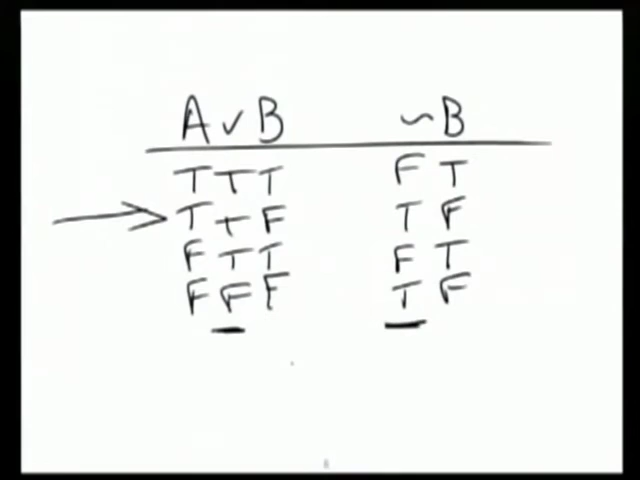 A ∨ B ~B
T T T F T
T T F T F
F T T F T
F F F T F